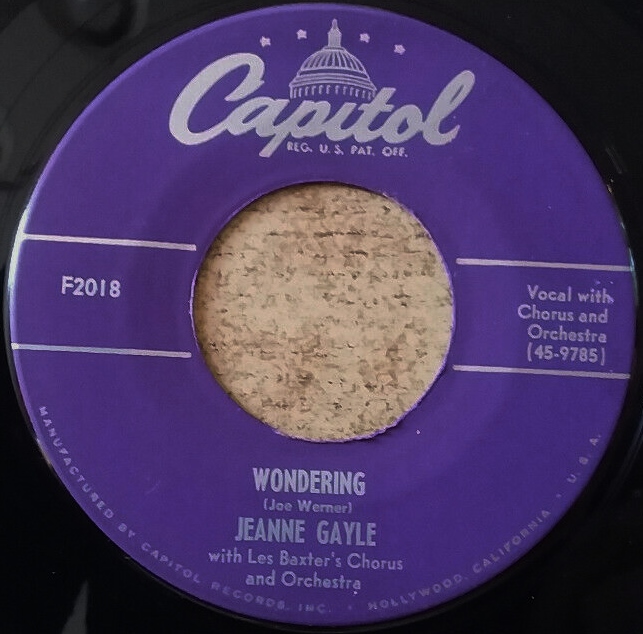 Capitol
REG. U. S. PAT. OFF.
F2018
Vocal with
Chorus and
Orchestra
(45-9785)
WONDERING
(Joe Werner)
JEANNE GAYLE
with Les Baxter's Chorus
and Orchestra
MANUFACTURED BY CAPITOL RECORDS, INC. • HOLLYWOOD, CALIFORNIA • U. S. A.